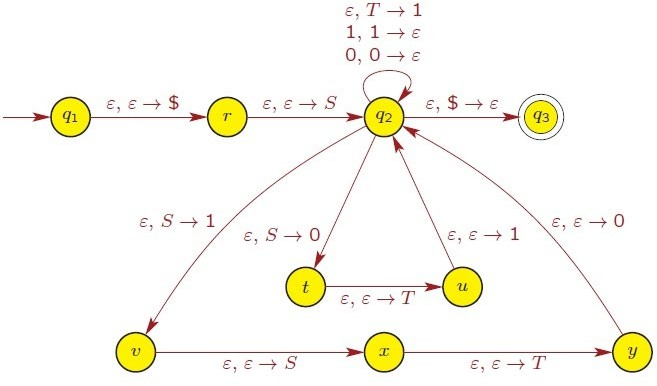 ε, T → 1
1, 1 → ε
0, 0 → ε
ε, ε → $
ε, ε → S
ε, $ → ε
q₁
r
q₂
q₃
ε, S → 1
ε, S → 0
ε, ε → 1
ε, ε → 0
t
ε, ε → T
u
v
ε, ε → S
x
ε, ε → T
y